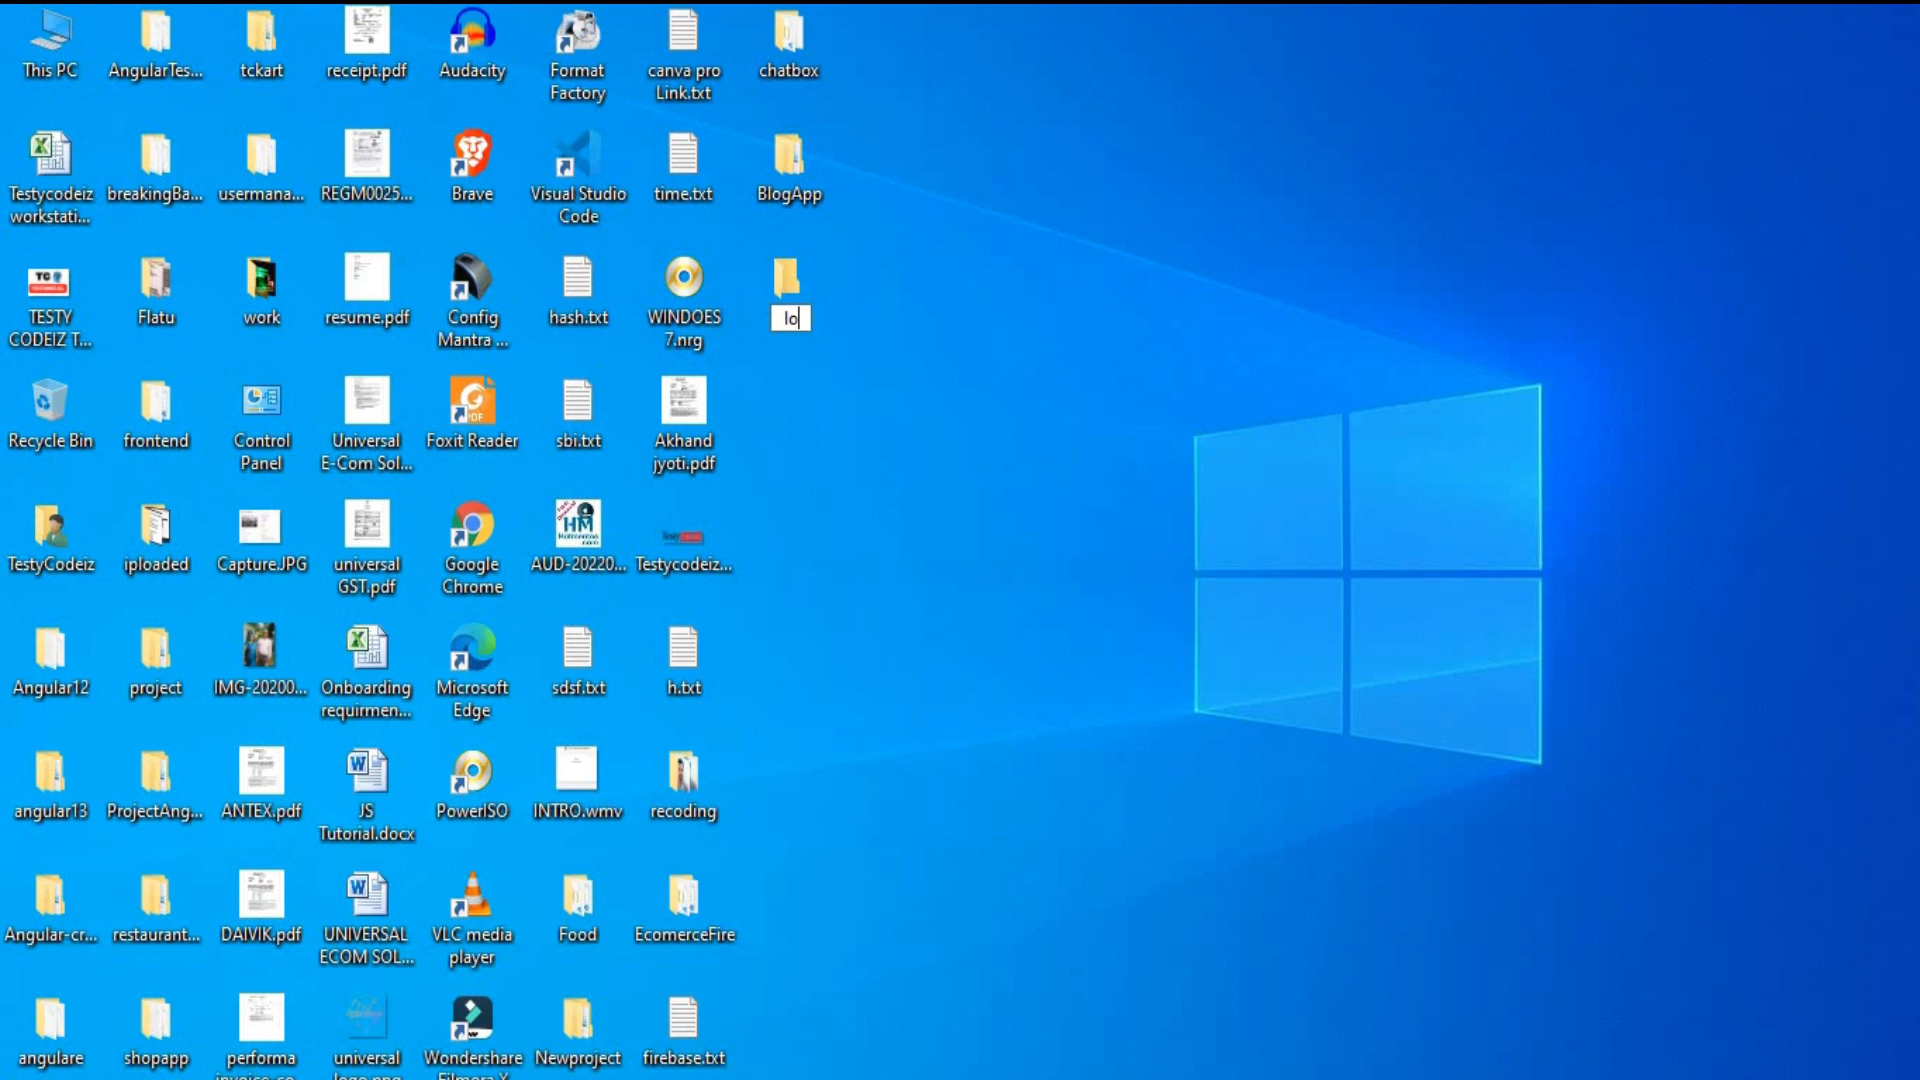 This PC
AngularTes...
tckart
receipt.pdf
Audacity
Format
Factory
canva pro
Link.txt
chatbox
Testycodeiz
workstati...
breakingBa...
usermana...
REGM0025...
Brave
Visual Studio
Code
time.txt
BlogApp
TC
TESTY
CODEIZ T...
Flatu
work
resume.pdf
Config
Mantra ...
hash.txt
WINDOES
7.nrg
lo
Recycle Bin
frontend
Control
Panel
Universal
E-Com Sol...
PDF
Foxit Reader
sbi.txt
Akhand
jyoti.pdf
TestyCodeiz
iploaded
Capture.JPG
universal
GST.pdf
Google
Chrome
HM
AUD-20220...
Testycodeiz...
Angular12
project
IMG-20200...
Onboarding
requirmen...
Microsoft
Edge
sdsf.txt
h.txt
angular13
ProjectAng...
ANTEX.pdf
JS
Tutorial.docx
PowerISO
INTRO.wmv
recoding
Angular-cr...
restaurant...
DAIVIK.pdf
UNIVERSAL
ECOM SOL...
VLC media
player
Food
EcomerceFire
angulare
shopapp
performa
universal
Wondershare
Newproject
firebase.txt